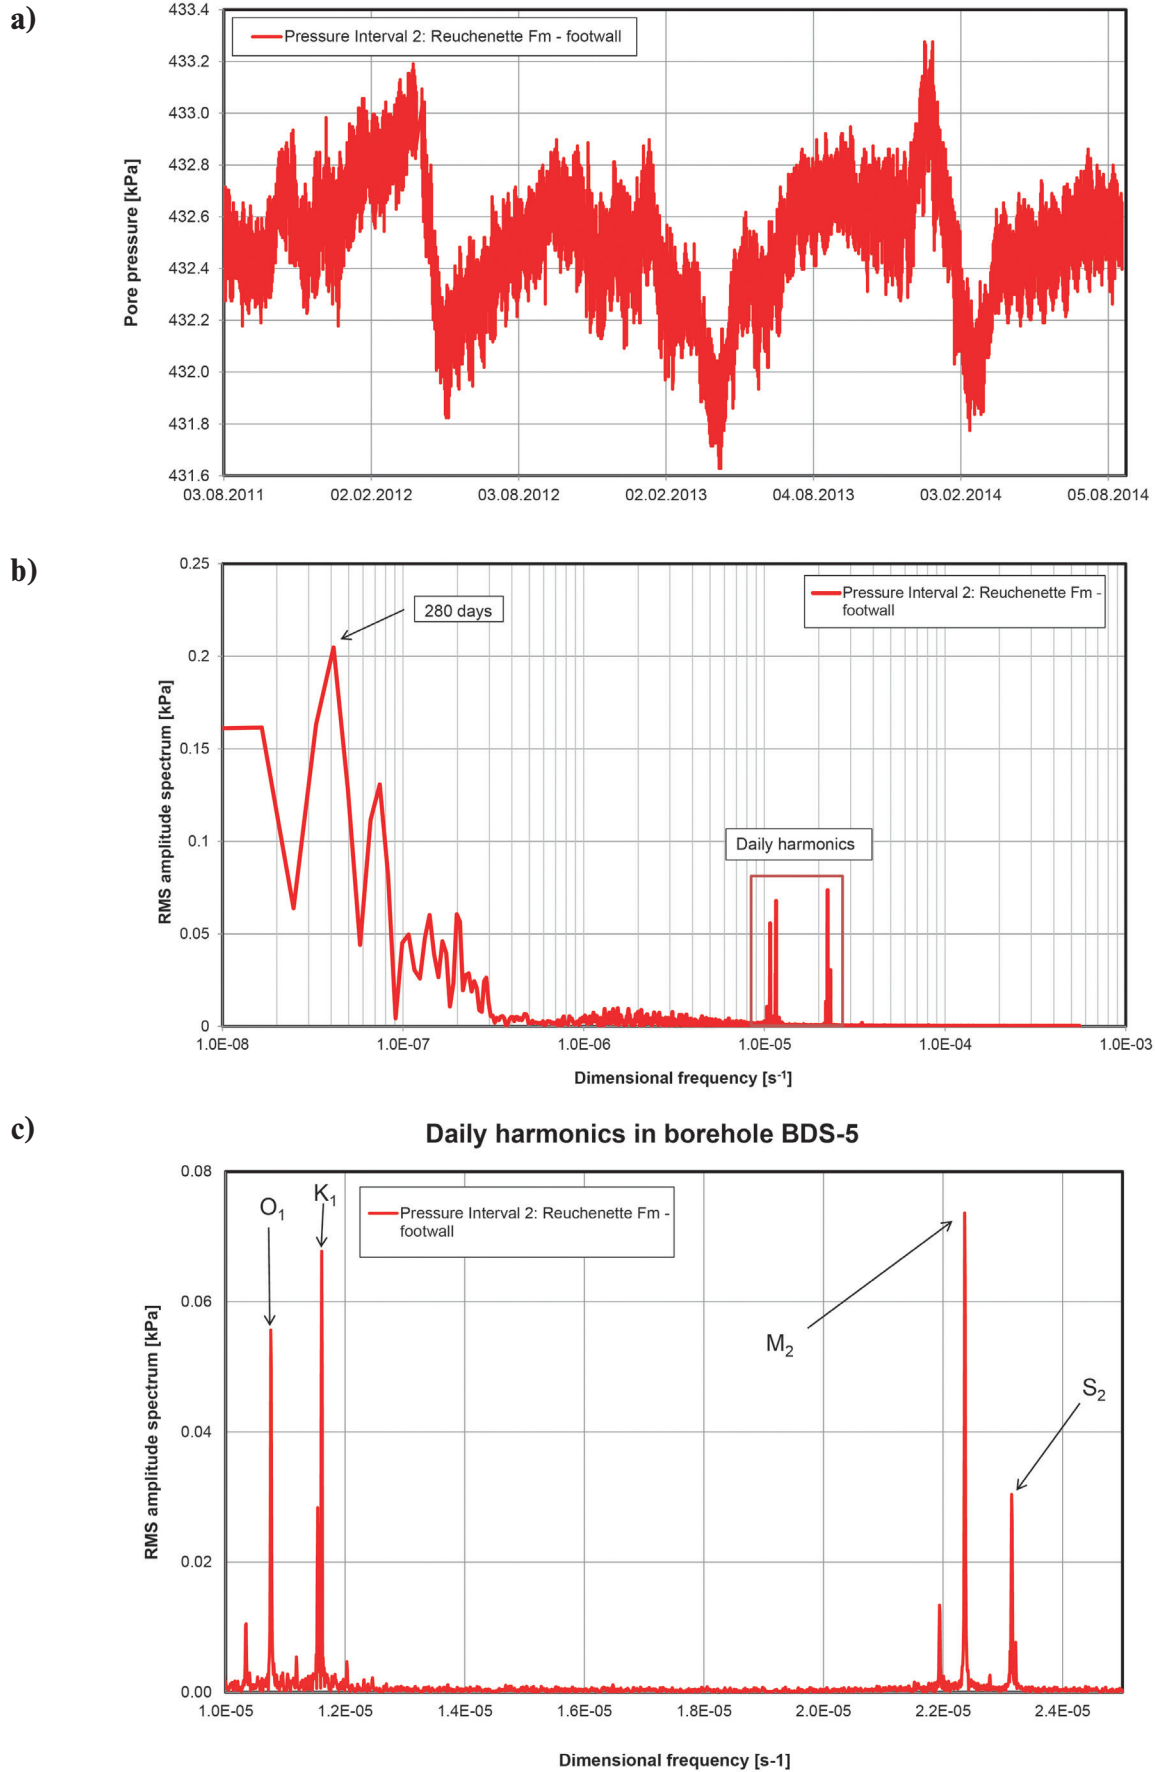 a)
433.4
433.2
433.0
432.8
432.6
432.4
432.2
432.0
431.8
431.6
Pore pressure [kPa]
Pressure Interval 2: Reuchenette Fm - footwall
03.08.2011 02.02.2012 03.08.2012 02.02.2013 04.08.2013 03.02.2014 05.08.2014
b)
0.25
0.2
0.15
0.1
0.05
0
RMS amplitude spectrum [kPa]
280 days
Pressure Interval 2: Reuchenette Fm -
footwall
Daily harmonics
1.0E-08 1.0E-07 1.0E-06 1.0E-05 1.0E-04 1.0E-03
Dimensional frequency [s-1]
c)
Daily harmonics in borehole BDS-5
0.08
0.06
0.04
0.02
0.00
RMS amplitude spectrum [kPa]
O1
K1
Pressure Interval 2: Reuchenette Fm -
footwall
M2
S2
1.0E-05 1.2E-05 1.4E-05 1.6E-05 1.8E-05 2.0E-05 2.2E-05 2.4E-05
Dimensional frequency [s-1]